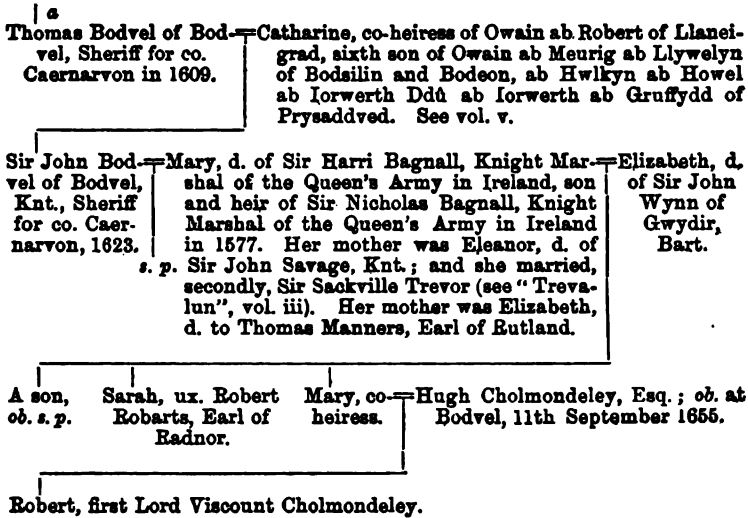 a
Thomas Bodvel of Bod-
vel, Sheriff for co.
Caernarvon in 1609.
Catharine, co-heiress of Owain ab Robert of Llanei-
grad, sixth son of Owain ab Meurig ab Llywelyn
of Bodsilin and Bodeon, ab Hwlkyn ab Howel
ab Iorwerth Ddû ab Iorwerth ab Gruffydd of
Prysaddved. See vol. v.
Sir John Bod-
vel of Bodvel,
Knt., Sheriff
for co. Caer-
narvon, 1623.
s. p.
Mary, d. of Sir Harri Bagnall, Knight Mar-
shal of the Queen's Army in Ireland, son
and heir of Sir Nicholas Bagnall, Knight
Marshal of the Queen's Army in Ireland
in 1577. Her mother was Eleanor, d. of
Sir John Savage, Knt.; and she married,
secondly, Sir Sackville Trevor (see "Treva-
lun", vol. iii). Her mother was Elizabeth,
d. to Thomas Manners, Earl of Rutland.
Elizabeth, d.
of Sir John
Wynn of
Gwydir,
Bart.
A son,
ob. s. p.
Sarah, ux. Robert
Robarts, Earl of
Radnor.
Mary, co-
heiress.
Hugh Cholmondeley, Esq.; ob. at
Bodvel, 11th September 1655.
Robert, first Lord Viscount Cholmondeley.